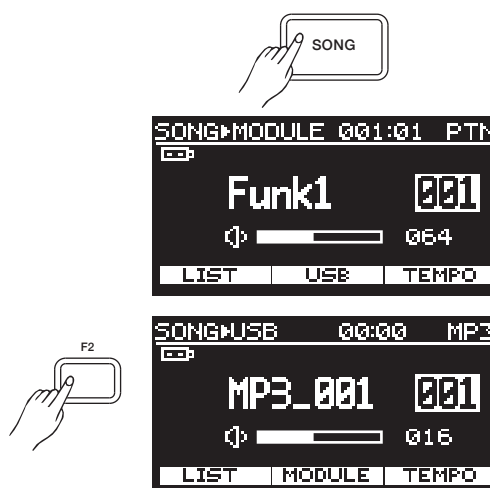 SONG
SONG▸MODULE 001:01 PTN
Funk1 001
064
LIST USB TEMPO
F2
SONG▸USB 00:00 MP3
MP3_001 001
016
LIST MODULE TEMPO